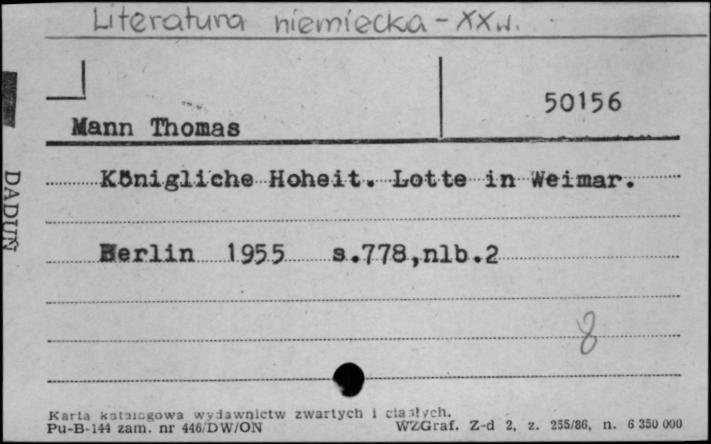 Literatura niemiecka - XXw.
50156
Mann Thomas
Königliche Hoheit. Lotte in Weimar.
DADUŃ
Berlin 1955 s.778,nlb.2
8
Karta katalogowa wydawnictw zwartych i ciągłych.
Pu-B-144 zam. nr 446/DW/ON WZGraf. Z-d 2, z. 255/86, n. 6 350 000